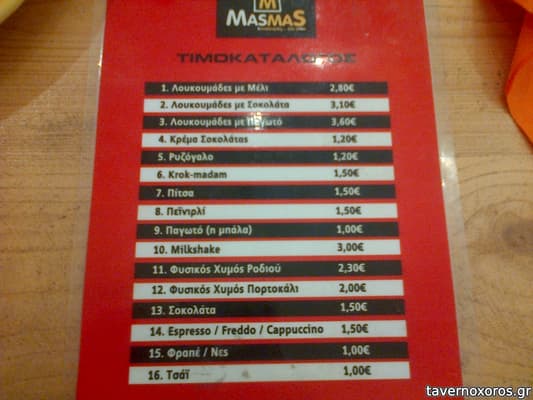 M
MASMAS
ΤΙΜΟΚΑΤΑΛΟΓΟΣ
1. Λουκουμάδες με Μέλι 2,80€
2. Λουκουμάδες με Σοκολάτα 3,10€
3. Λουκουμάδες με Παγωτό 3,60€
4. Κρέμα Σοκολάτας 1,20€
5. Ρυζόγαλο 1,20€
6. Krok-madam 1,50€
7. Πίτσα 1,50€
8. Πεϊνιρλί 1,50€
9. Παγωτό (η μπάλα) 1,00€
10. Milkshake 3,00€
11. Φυσικός Χυμός Ροδιού 2,30€
12. Φυσικός Χυμός Πορτοκάλι 2,00€
13. Σοκολάτα 1,50€
14. Espresso / Freddo / Cappuccino 1,50€
15. Φραπέ / Νες 1,00€
16. Τσάϊ 1,00€
tavernoxoros.gr